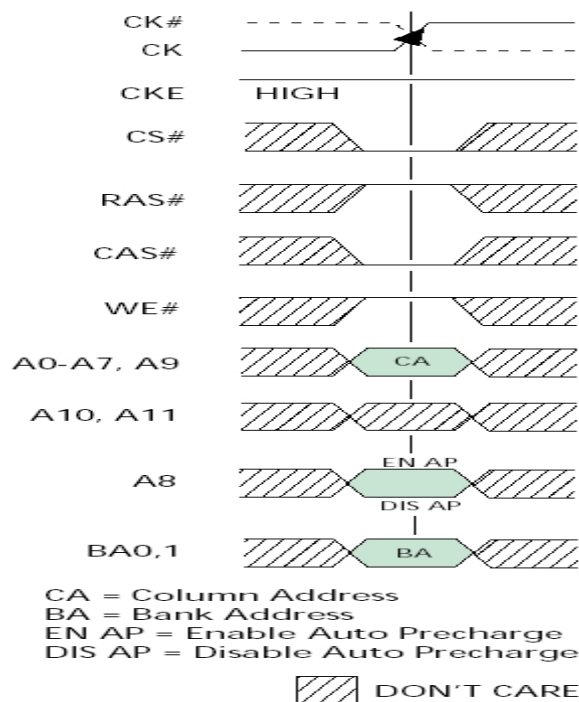 CK#
CK
CKE HIGH
CS#
RAS#
CAS#
WE#
A0-A7, A9 CA
A10, A11
EN AP
A8
DIS AP
BA0,1 BA
CA = Column Address
BA = Bank Address
EN AP = Enable Auto Precharge
DIS AP = Disable Auto Precharge
DON'T CARE